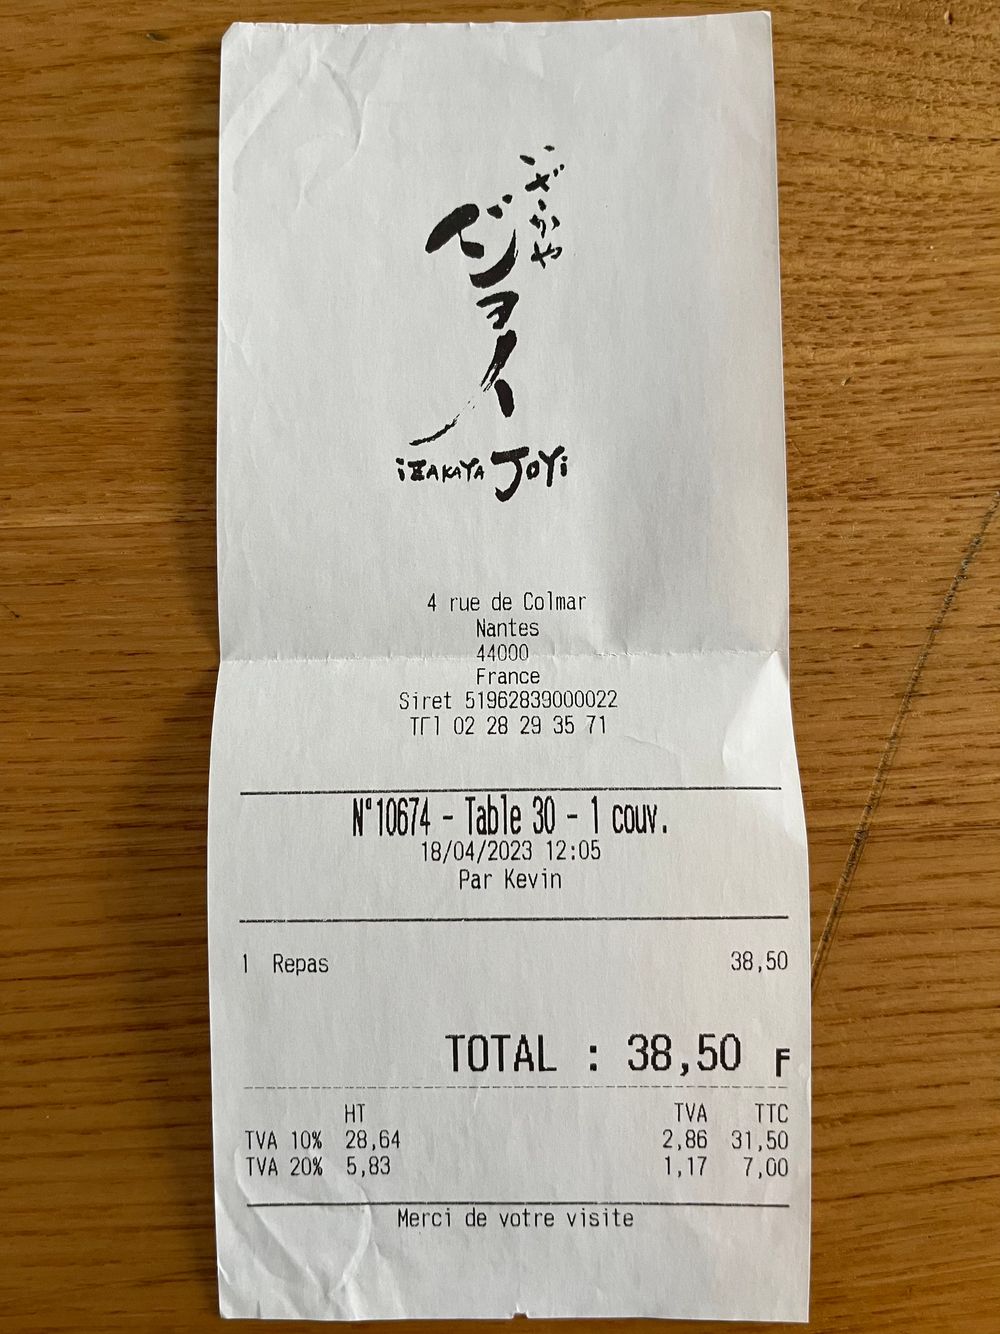 いざかや
ジョイ
iZAKAYA JOYi
4 rue de Colmar
Nantes
44000
France
Siret 51962839000022
TΓl 02 28 29 35 71
N°10674 - Table 30 - 1 couv.
18/04/2023 12:05
Par Kevin
1 Repas 38,50
TOTAL : 38,50 F
HT TVA TTC
TVA 10% 28,64 2,86 31,50
TVA 20% 5,83 1,17 7,00
Merci de votre visite